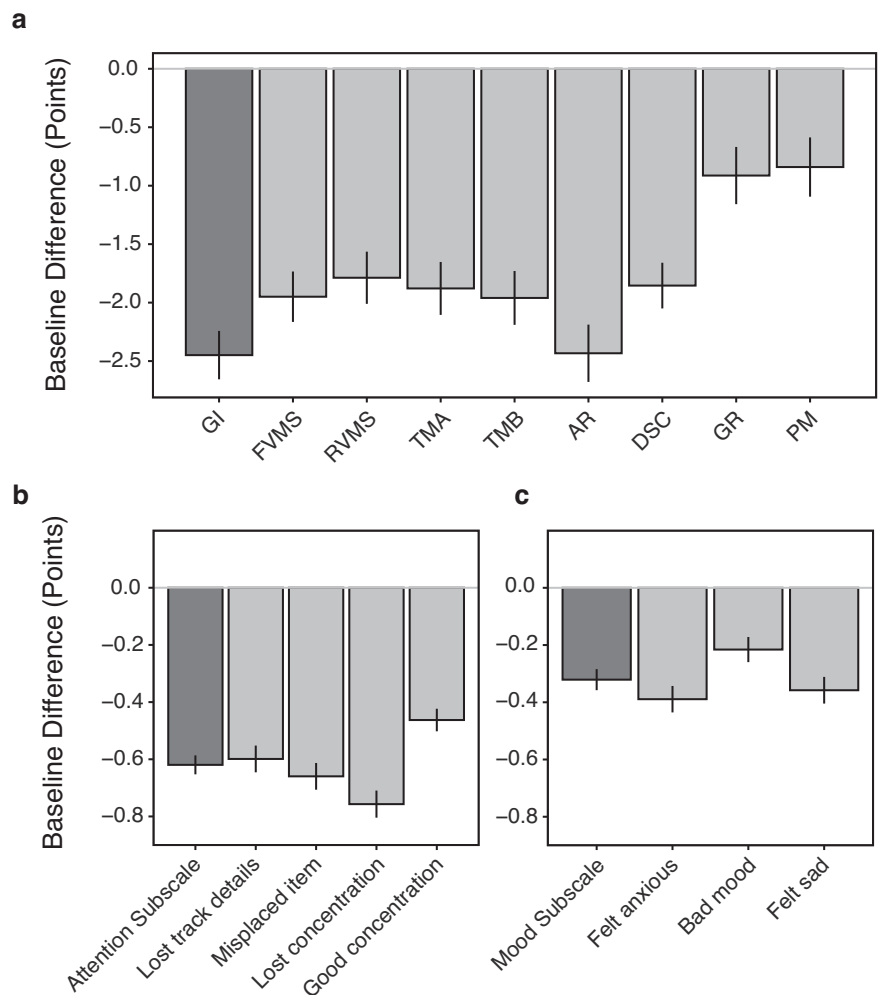 a
Baseline Difference (Points)
0.0
−0.5
−1.0
−1.5
−2.0
−2.5
GI
FVMS
RVMS
TMA
TMB
AR
DSC
GR
PM
b
Baseline Difference (Points)
0.0
−0.2
−0.4
−0.6
−0.8
Attention Subscale
Lost track details
Misplaced item
Lost concentration
Good concentration
c
0.0
−0.2
−0.4
−0.6
−0.8
Mood Subscale
Felt anxious
Bad mood
Felt sad